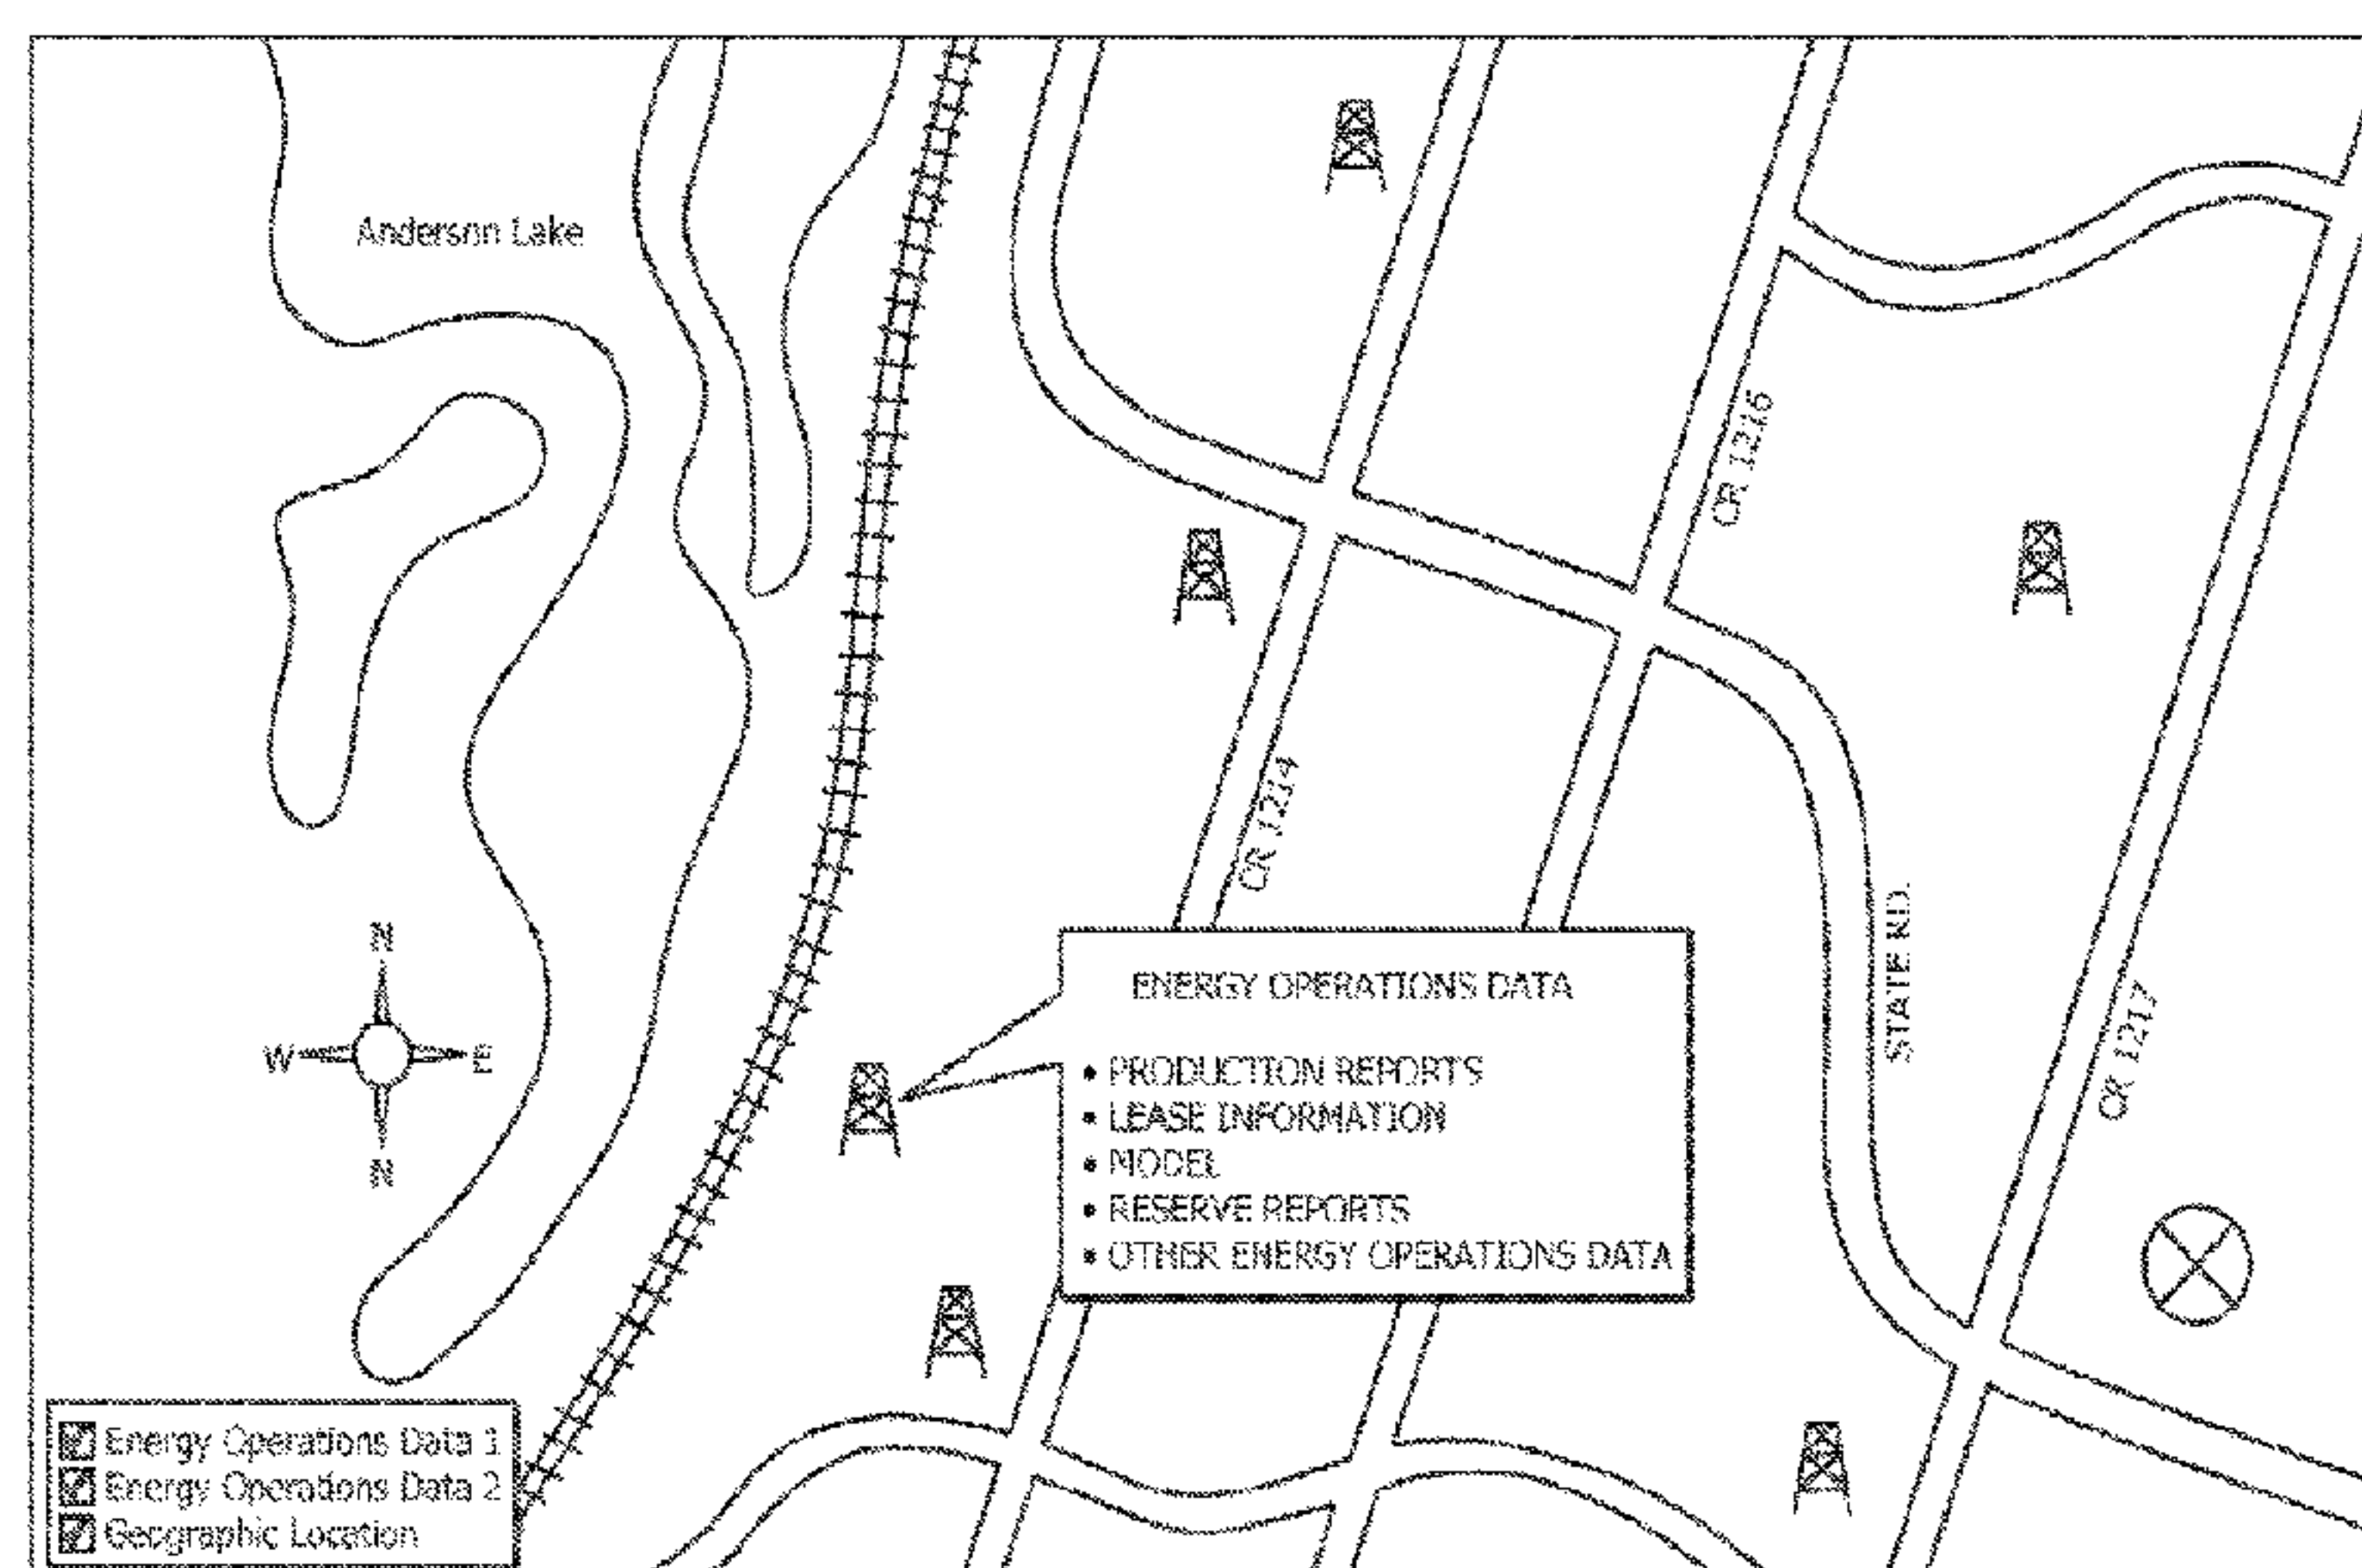 Anderson Lake
CR 1216
CR 1214
STATE RD.
CR 1217
N
W
E
N
ENERGY OPERATIONS DATA
• PRODUCTION REPORTS
• LEASE INFORMATION
• MODEL
• RESERVE REPORTS
• OTHER ENERGY OPERATIONS DATA
Energy Operations Data 1
Energy Operations Data 2
Geographic Location